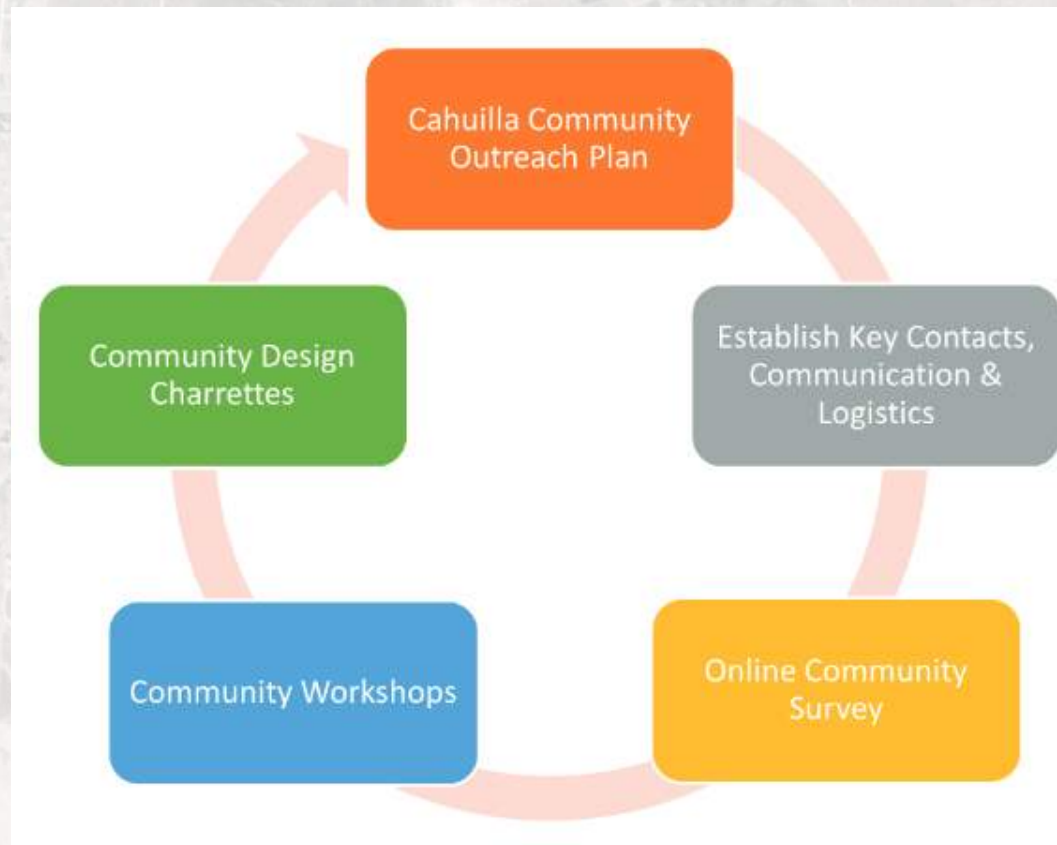 Cahuilla Community
Outreach Plan
Establish Key Contacts,
Communication &
Logistics
Online Community
Survey
Community Workshops
Community Design
Charrettes